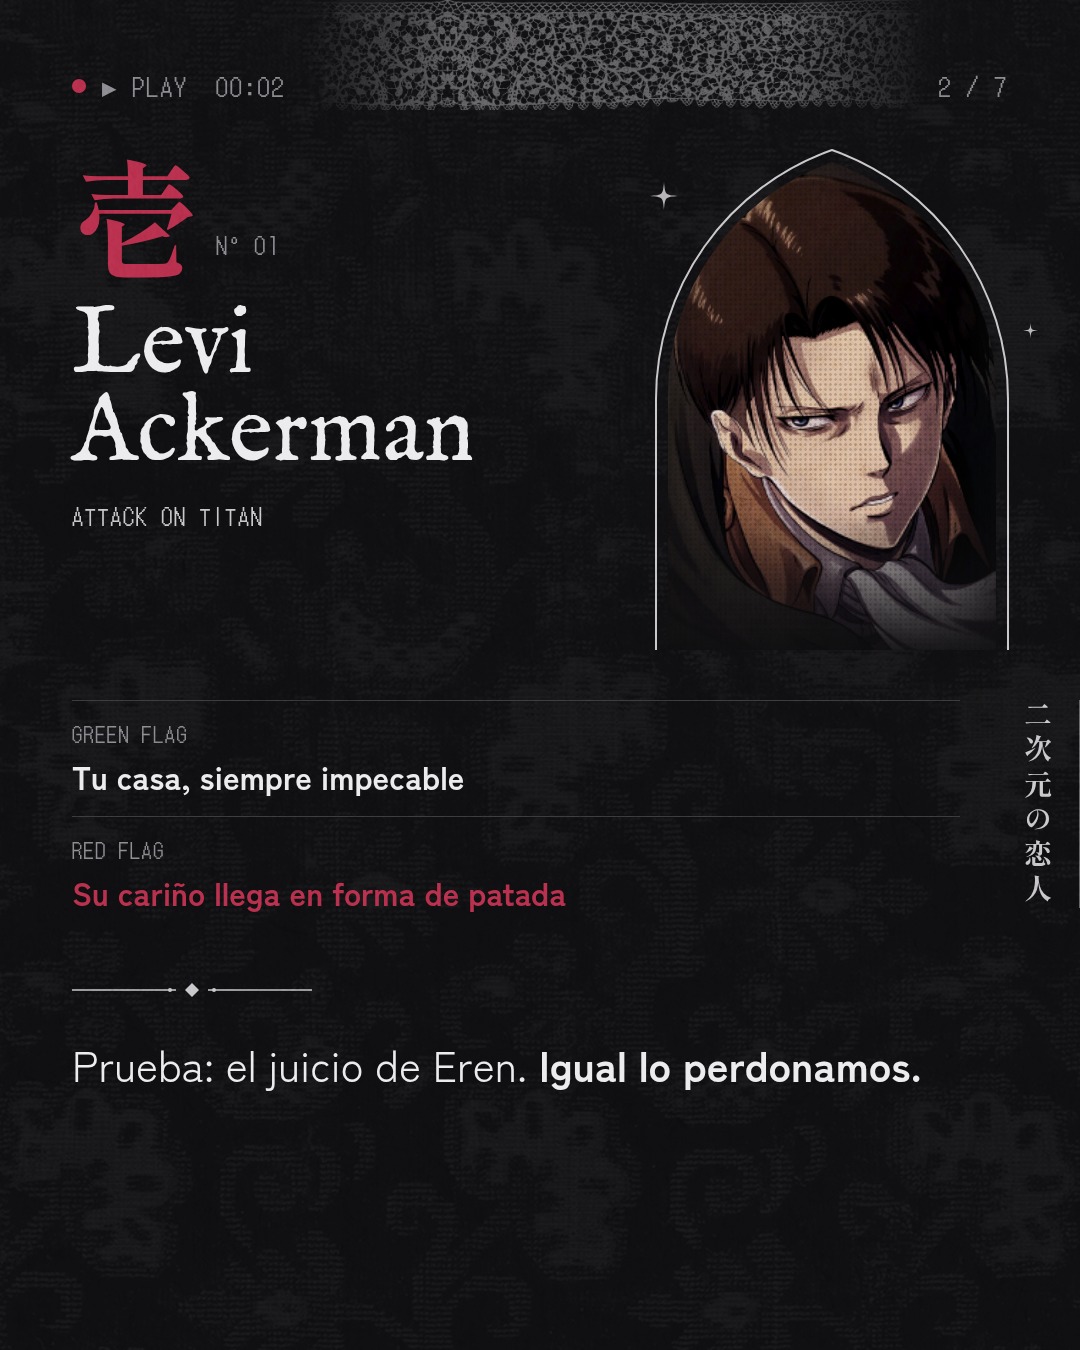 ▶ PLAY 00:02
2 / 7
壱
Nº 01
Levi
Ackerman
ATTACK ON TITAN
GREEN FLAG
Tu casa, siempre impecable
RED FLAG
Su cariño llega en forma de patada
二次元の恋人
Prueba: el juicio de Eren. Igual lo perdonamos.